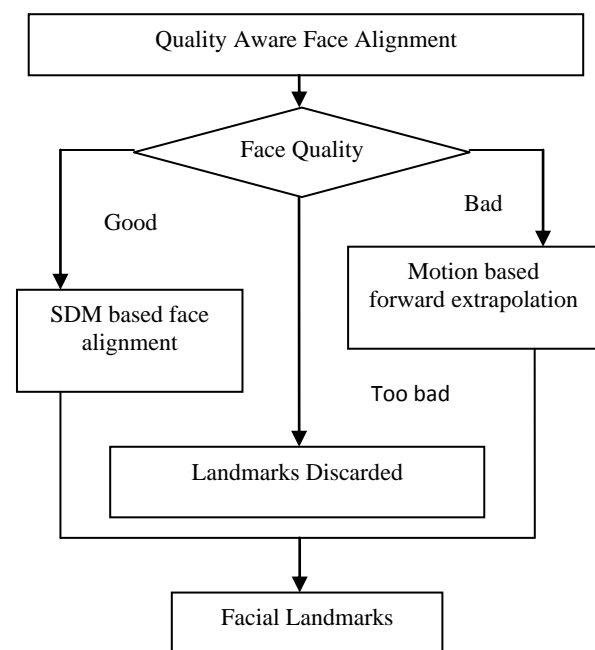 Quality Aware Face Alignment
Face Quality
Good
Bad
SDM based face
alignment
Motion based
forward extrapolation
Too bad
Landmarks Discarded
Facial Landmarks